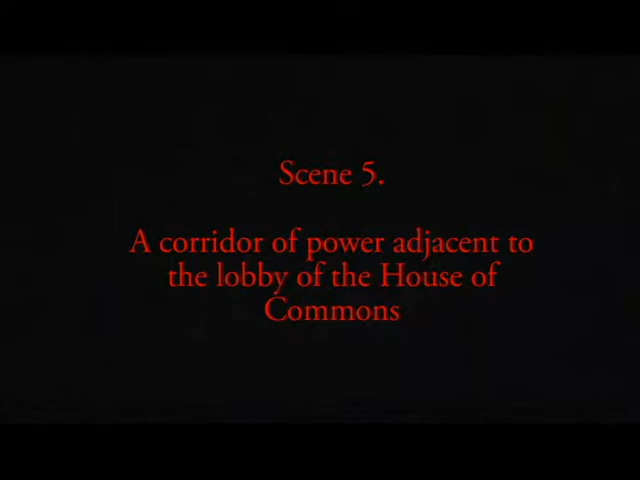 Scene 5.
A corridor of power adjacent to
the lobby of the House of
Commons